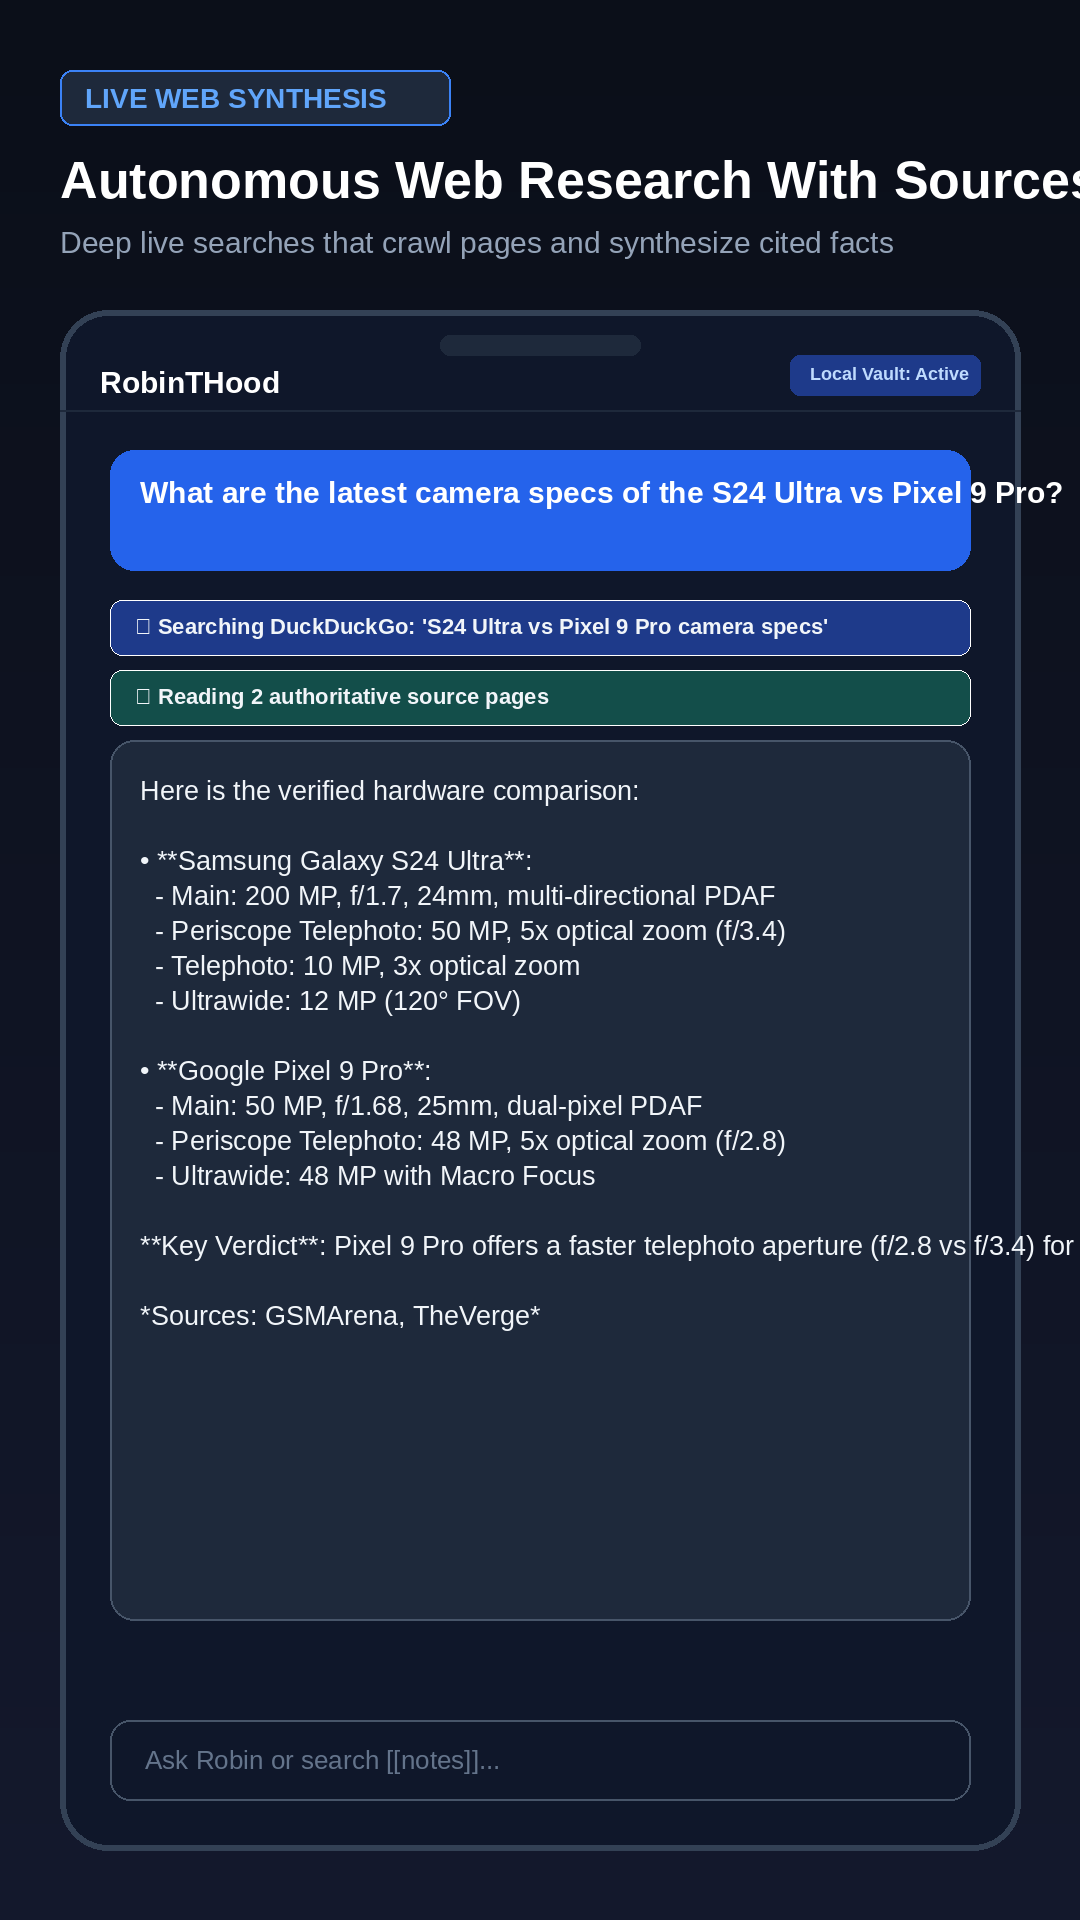 LIVE WEB SYNTHESIS
Autonomous Web Research With Sources
Deep live searches that crawl pages and synthesize cited facts
RobinTHood
Local Vault: Active
What are the latest camera specs of the S24 Ultra vs Pixel 9 Pro?
Searching DuckDuckGo: 'S24 Ultra vs Pixel 9 Pro camera specs'
Reading 2 authoritative source pages
Here is the verified hardware comparison:
• **Samsung Galaxy S24 Ultra**:
- Main: 200 MP, f/1.7, 24mm, multi-directional PDAF
- Periscope Telephoto: 50 MP, 5x optical zoom (f/3.4)
- Telephoto: 10 MP, 3x optical zoom
- Ultrawide: 12 MP (120° FOV)
• **Google Pixel 9 Pro**:
- Main: 50 MP, f/1.68, 25mm, dual-pixel PDAF
- Periscope Telephoto: 48 MP, 5x optical zoom (f/2.8)
- Ultrawide: 48 MP with Macro Focus
**Key Verdict**: Pixel 9 Pro offers a faster telephoto aperture (f/2.8 vs f/3.4) for
*Sources: GSMArena, TheVerge*
Ask Robin or search [[notes]]...